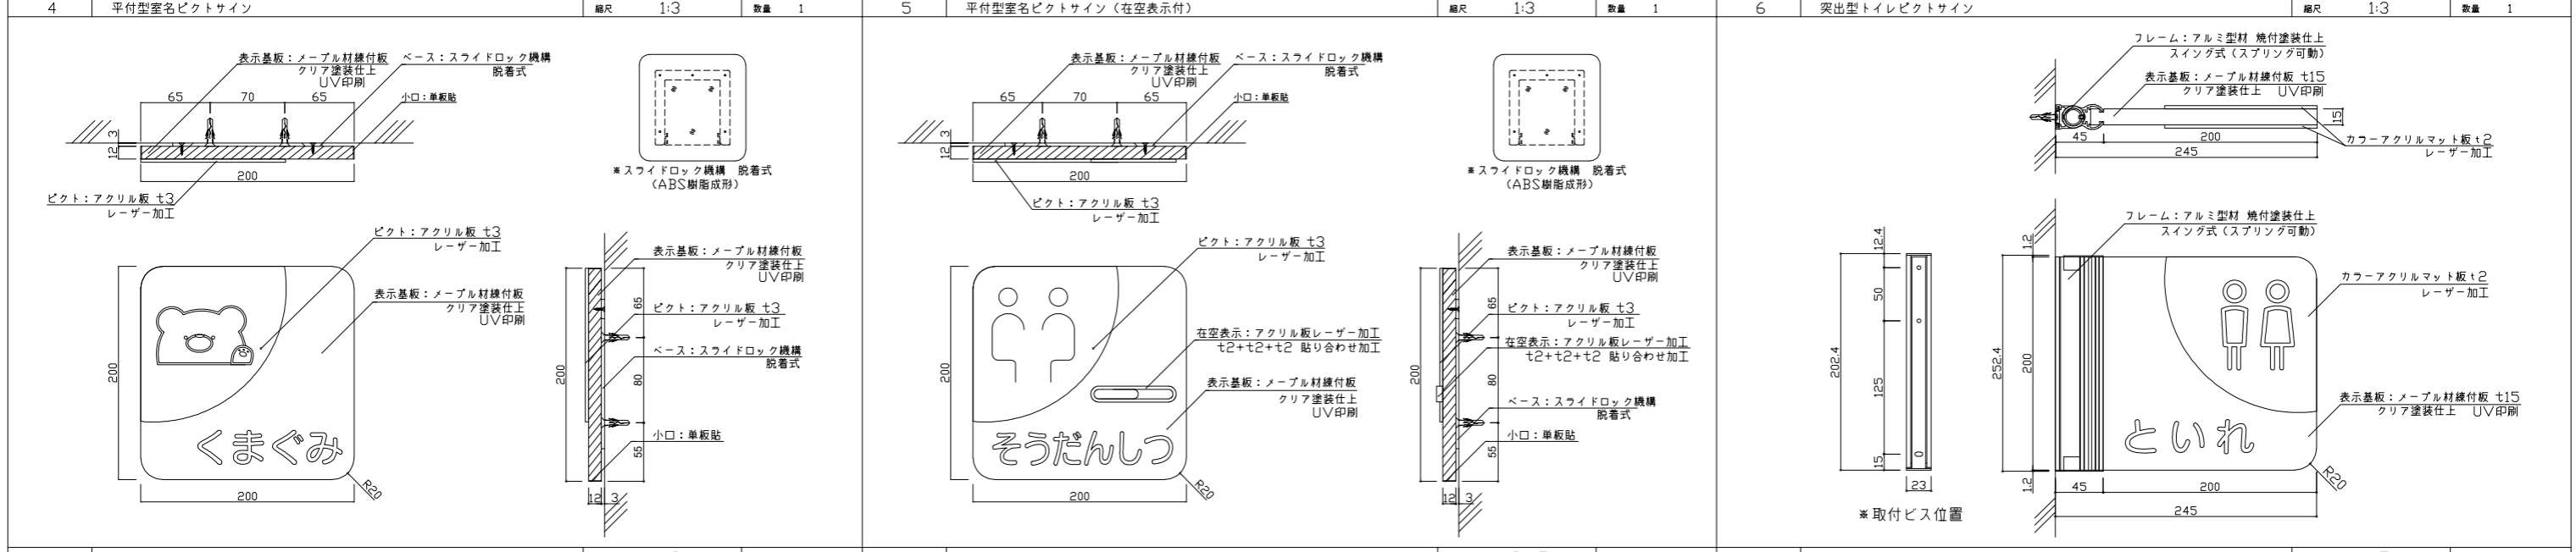 4 平付型室名ピクトサイン 縮尺 1:3 数量 1
表示基板：メープル材練付板
クリア塗装仕上
UV印刷
ベース：スライドロック機構
脱着式
65 70 65
小口：単板貼
3
12
200
ピクト：アクリル板 t3
レーザー加工
※スライドロック機構 脱着式
（ABS樹脂成形）
ピクト：アクリル板 t3
レーザー加工
表示基板：メープル材練付板
クリア塗装仕上
UV印刷
200
くまぐみ
R20
200
表示基板：メープル材練付板
クリア塗装仕上
UV印刷
65
ピクト：アクリル板 t3
レーザー加工
ベース：スライドロック機構
脱着式
200
80
小口：単板貼
55
12 3
5 平付型室名ピクトサイン（在空表示付） 縮尺 1:3 数量 1
表示基板：メープル材練付板
クリア塗装仕上
UV印刷
ベース：スライドロック機構
脱着式
65 70 65
小口：単板貼
3
12
200
ピクト：アクリル板 t3
レーザー加工
※スライドロック機構 脱着式
（ABS樹脂成形）
ピクト：アクリル板 t3
レーザー加工
在空表示：アクリル板レーザー加工
t2+t2+t2 貼り合わせ加工
表示基板：メープル材練付板
クリア塗装仕上
UV印刷
200
そうだんしつ
R20
200
表示基板：メープル材練付板
クリア塗装仕上
UV印刷
65
ピクト：アクリル板 t3
レーザー加工
在空表示：アクリル板レーザー加工
t2+t2+t2 貼り合わせ加工
200
80
ベース：スライドロック機構
脱着式
小口：単板貼
55
12 3
6 突出型トイレピクトサイン 縮尺 1:3 数量 1
フレーム：アルミ型材 焼付塗装仕上
スイング式（スプリング可動）
表示基板：メープル材練付板 t15
クリア塗装仕上 UV印刷
15
45 200
245
カラーアクリルマット板 t2
レーザー加工
12.4
50
125
15
202.4
23
※取付ビス位置
フレーム：アルミ型材 焼付塗装仕上
スイング式（スプリング可動）
1.2
200
252.4
1.2
カラーアクリルマット板 t2
レーザー加工
表示基板：メープル材練付板 t15
クリア塗装仕上 UV印刷
といれ
R20
45 200
245